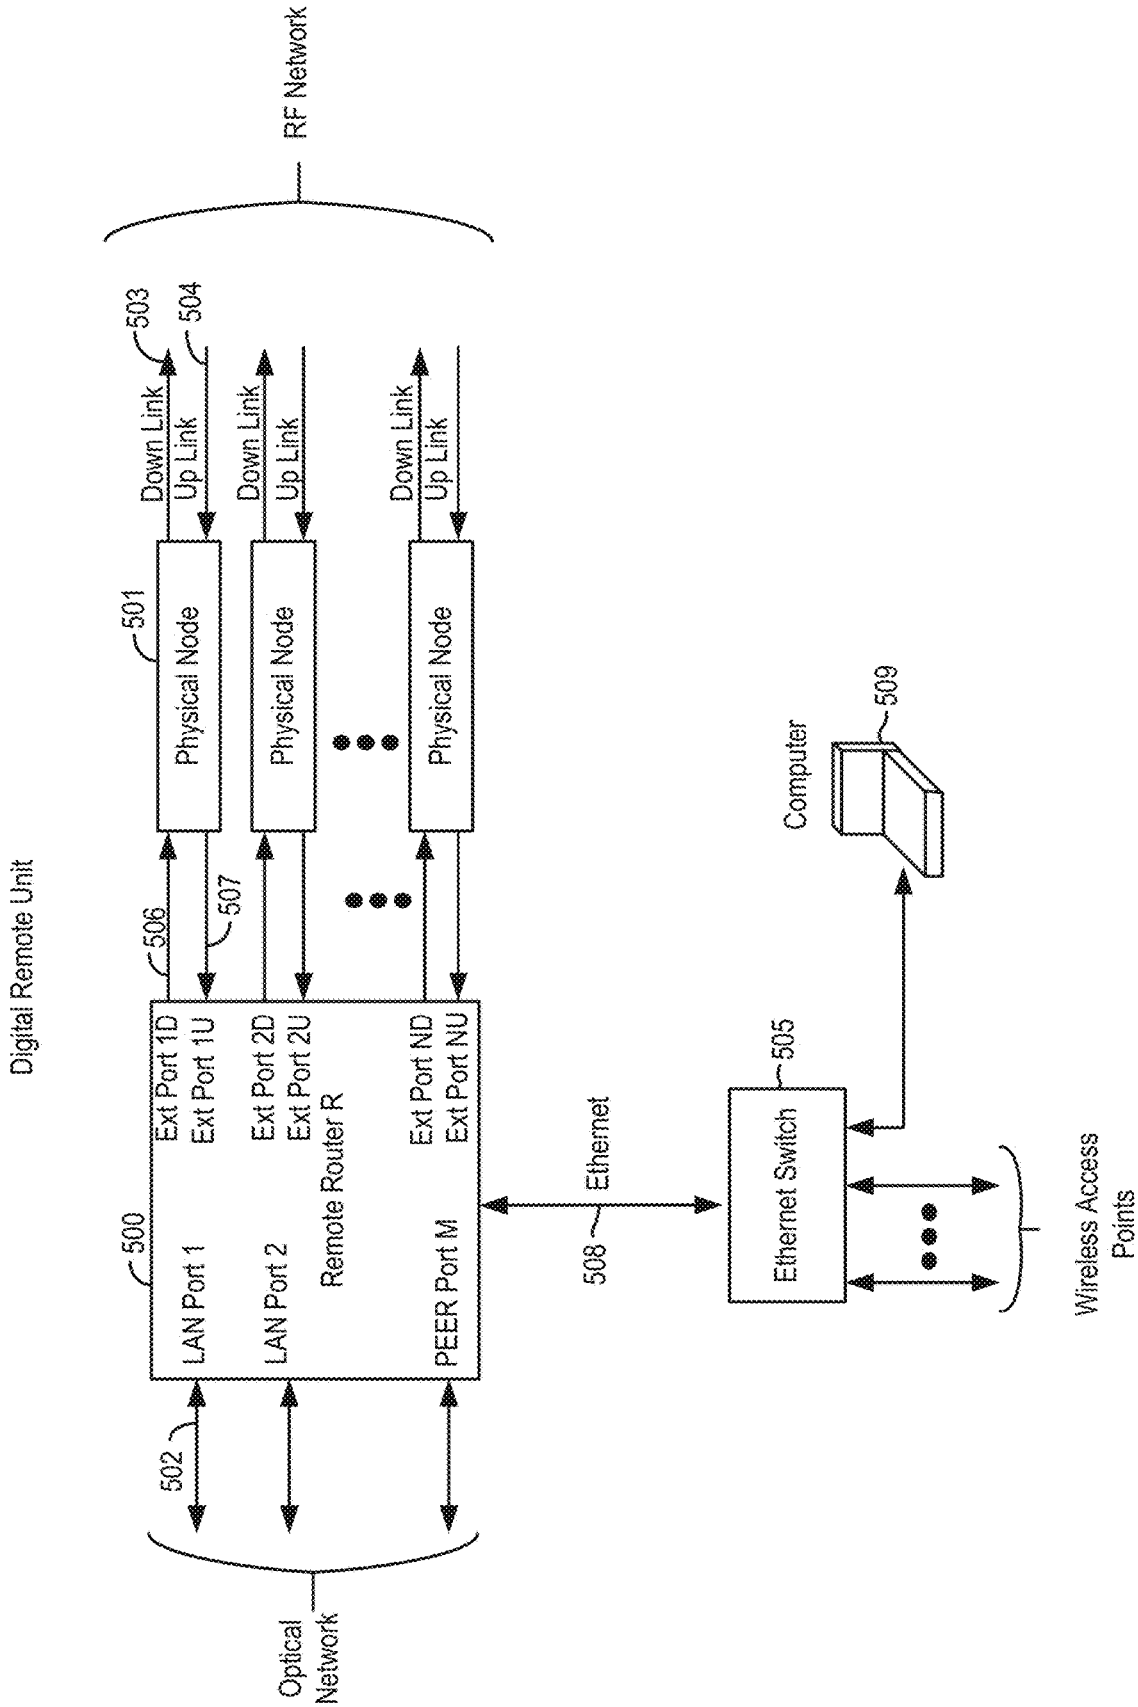 Digital Remote Unit
Optical
Network
502
500
LAN Port 1
LAN Port 2
PEER Port M
Remote Router R
Ext Port 1D
Ext Port 1U
Ext Port 2D
Ext Port 2U
Ext Port ND
Ext Port NU
506
507
501
Physical Node
Physical Node
Physical Node
Down Link
Up Link
Down Link
Up Link
Down Link
Up Link
503
504
RF Network
508
Ethernet
Ethernet Switch
505
Wireless Access
Points
Computer
509